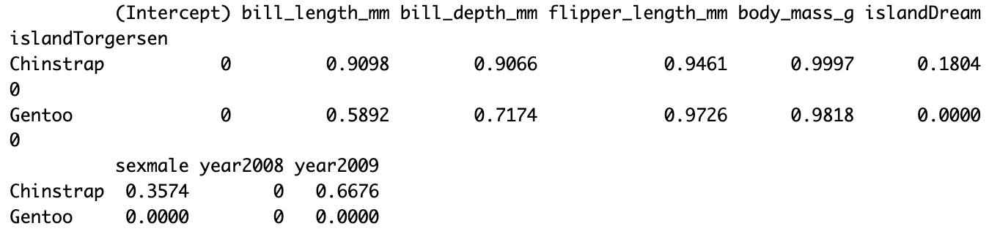 (Intercept) bill_length_mm bill_depth_mm flipper_length_mm body_mass_g islandDream
islandTorgersen
Chinstrap 0 0.9098 0.9066 0.9461 0.9997 0.1804
0
Gentoo 0 0.5892 0.7174 0.9726 0.9818 0.0000
0
sexmale year2008 year2009
Chinstrap 0.3574 0 0.6676
Gentoo 0.0000 0 0.0000